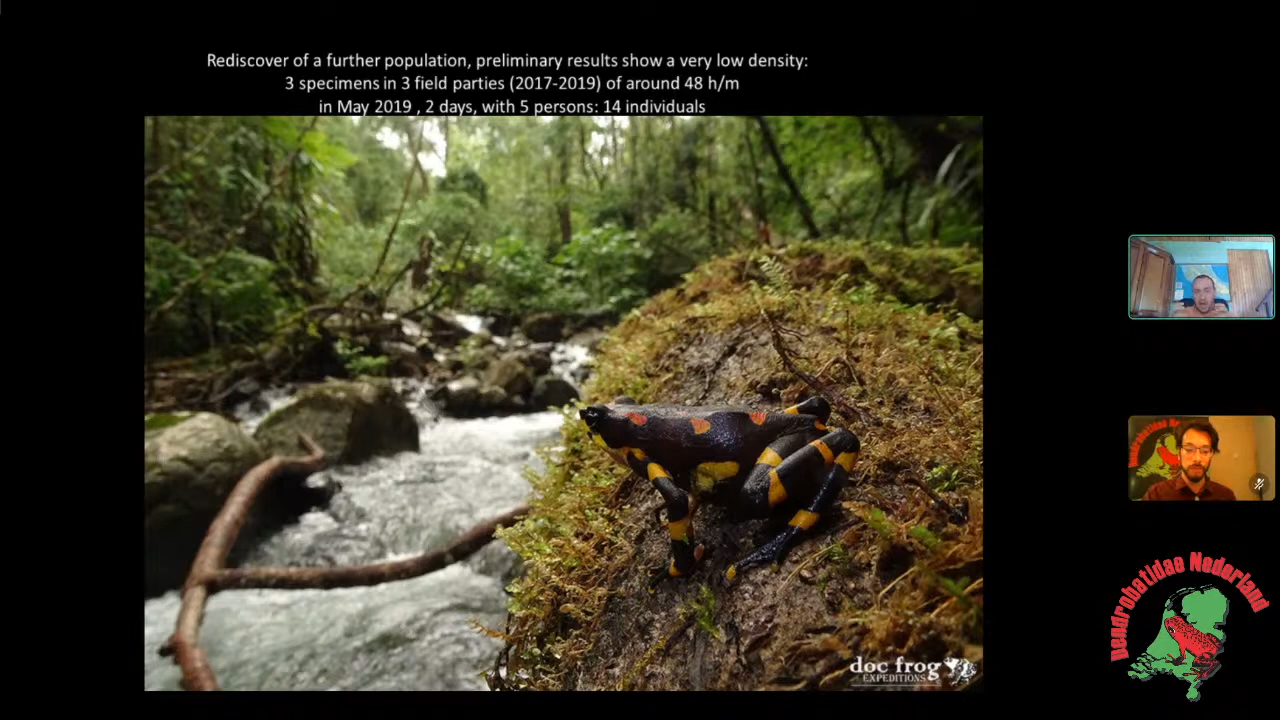 Rediscover of a further population, preliminary results show a very low density:
3 specimens in 3 field parties (2017-2019) of around 48 h/m
in May 2019 , 2 days, with 5 persons: 14 individuals
doc frog
EXPEDITIONS
Dendrobatidae Nederland